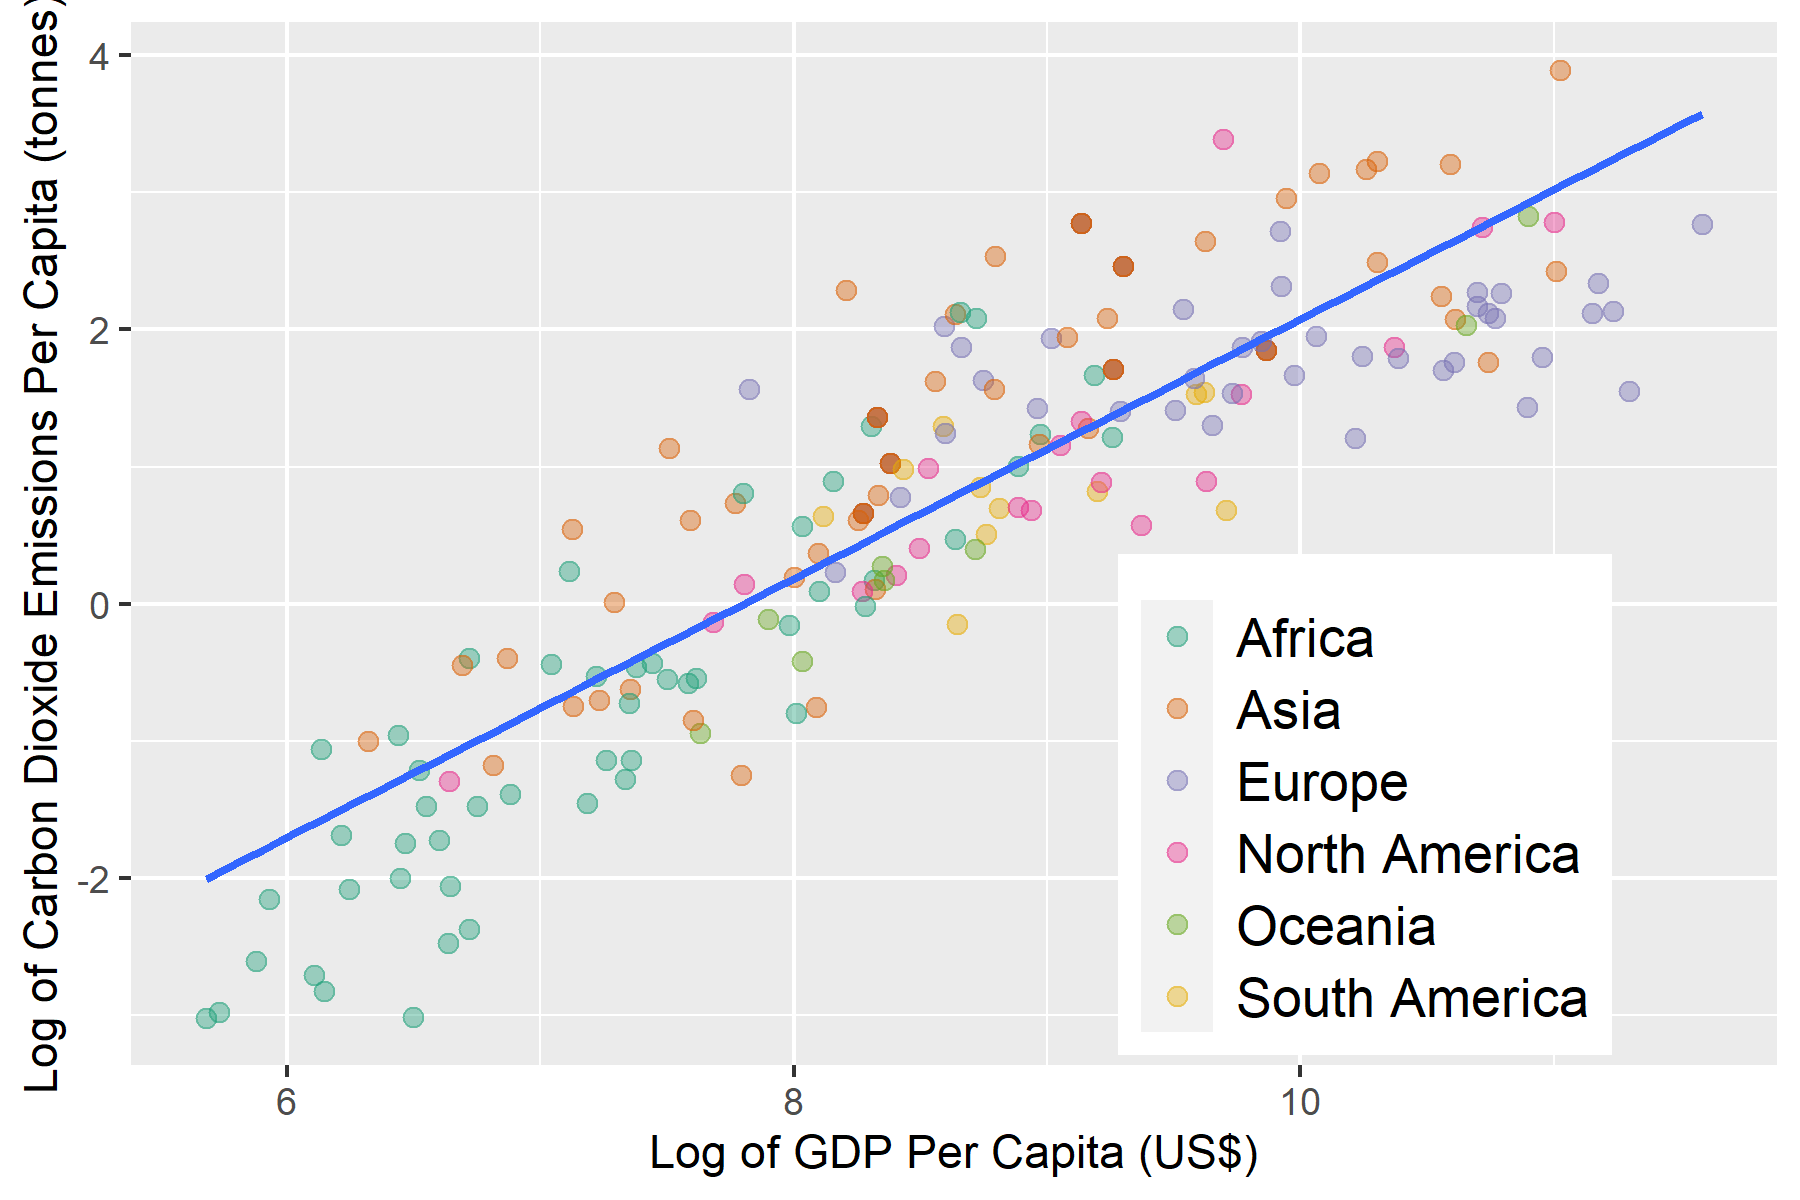 Log of Carbon Dioxide Emissions Per Capita (tonnes)
4
2
0
-2
6
8
10
Log of GDP Per Capita (US$)
Africa
Asia
Europe
North America
Oceania
South America